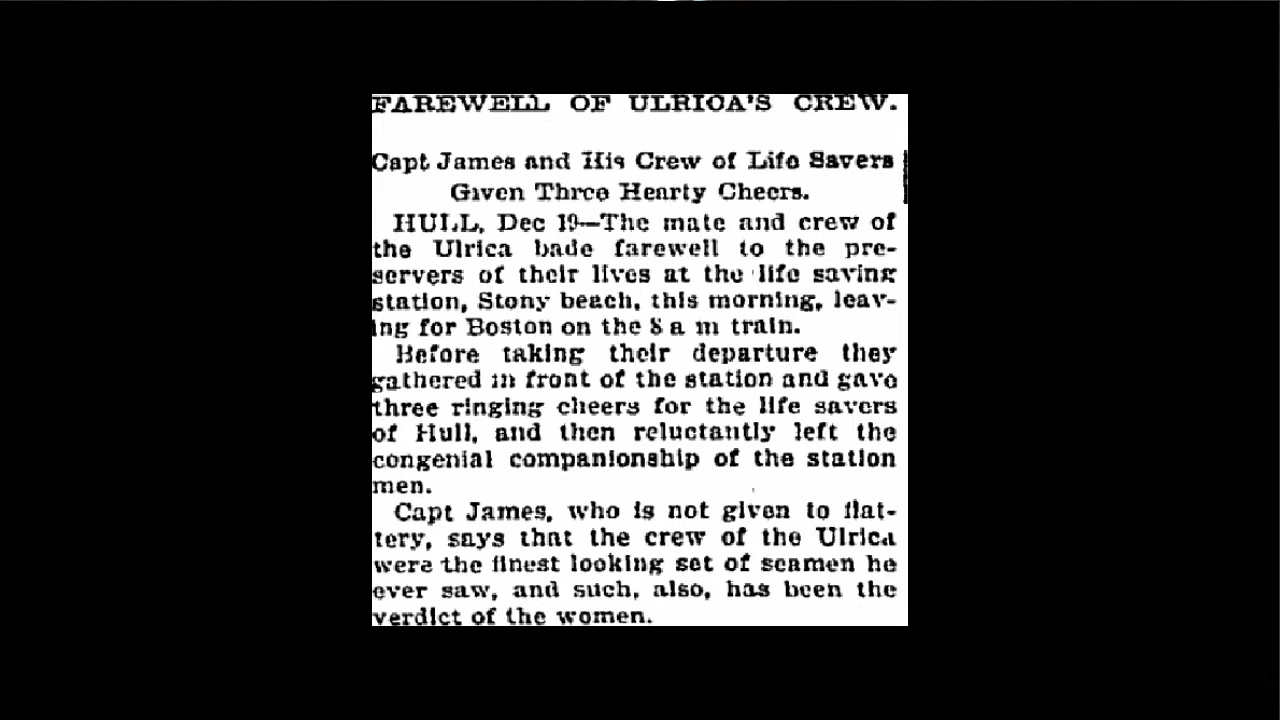 FAREWELL OF ULRICA'S CREW.
Capt James and His Crew of Life Savers
Given Three Hearty Cheers.
HULL, Dec 19—The mate and crew of
the Ulrica bade farewell to the pre-
servers of their lives at the life saving
station, Stony beach, this morning, leav-
ing for Boston on the 8 a m train.
Before taking their departure they
gathered in front of the station and gave
three ringing cheers for the life savers
of Hull, and then reluctantly left the
congenial companionship of the station
men.
Capt James, who is not given to flat-
tery, says that the crew of the Ulrica
were the finest looking set of seamen he
ever saw, and such, also, has been the
verdict of the women.